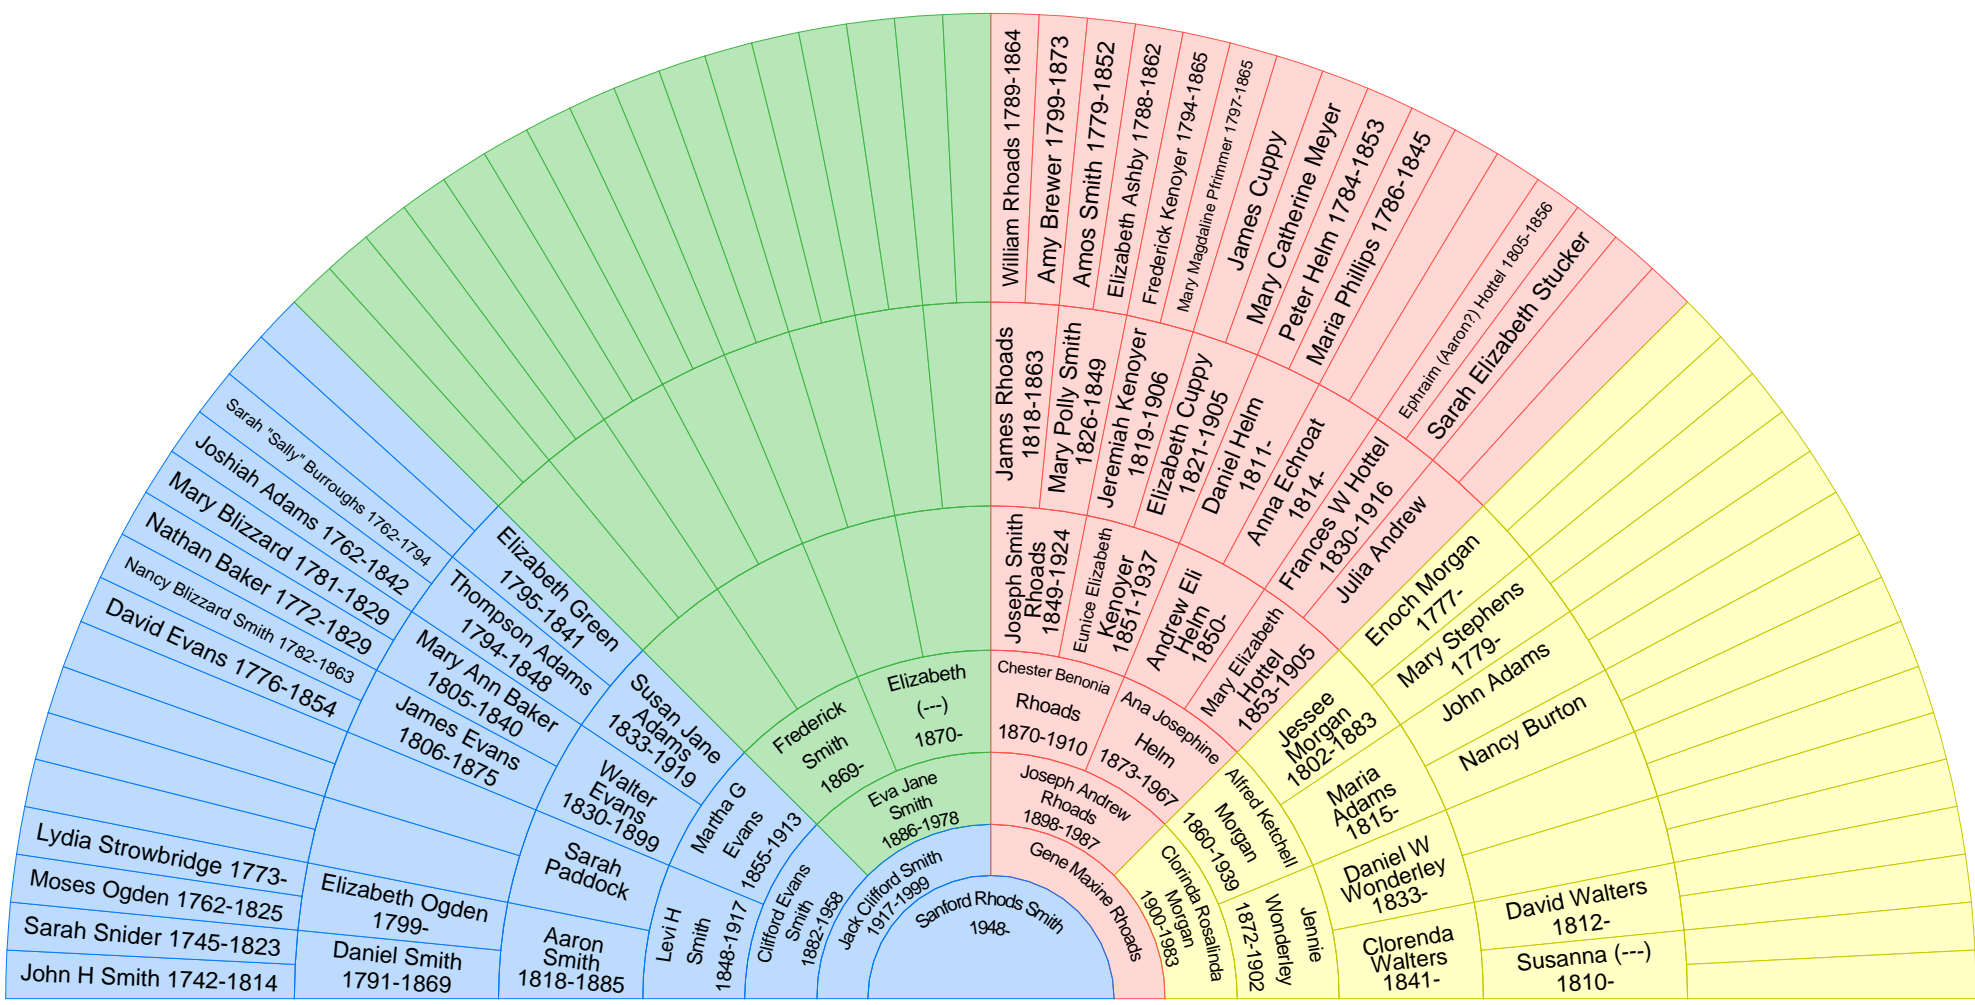 Sanford Rhods Smith
1948-
Jack Clifford Smith
1917-1999
Gene Maxine Rhoads
Clifford Evans
Smith
1882-1958
Eva Jane
Smith
1886-1978
Joseph Andrew
Rhoads
1898-1987
Clorinda Rosalinda
Morgan
1900-1983
Levi H
Smith
1848-1917
Martha G
Evans
1855-1913
Frederick
Smith
1869-
Elizabeth
(---)
1870-
Chester Benonia
Rhoads
1870-1910
Ana Josephine
Helm
1873-1967
Alfred Ketchell
Morgan
1860-1939
Jennie
Wonderley
1872-1902
Aaron
Smith
1818-1885
Sarah
Paddock
Walter
Evans
1830-1899
Susan Jane
Adams
1833-1919
Joseph Smith
Rhoads
1849-1924
Eunice Elizabeth
Kenoyer
1851-1937
Andrew Eli
Helm
1850-
Mary Elizabeth
Hottel
1853-1905
Jessee
Morgan
1802-1883
Maria
Adams
1815-
Daniel W
Wonderley
1833-
Clorenda
Walters
1841-
Daniel Smith
1791-1869
Elizabeth Ogden
1799-
James Evans
1806-1875
Mary Ann Baker
1805-1840
Thompson Adams
1794-1848
Elizabeth Green
1795-1841
James Rhoads
1818-1863
Mary Polly Smith
1826-1849
Jeremiah Kenoyer
1819-1906
Elizabeth Cuppy
1821-1905
Daniel Helm
1811-
Anna Echroat
1814-
Frances W Hottel
1830-1916
Julia Andrew
Enoch Morgan
1777-
Mary Stephens
1779-
John Adams
Nancy Burton
David Walters
1812-
Susanna (---)
1810-
John H Smith 1742-1814
Sarah Snider 1745-1823
Moses Ogden 1762-1825
Lydia Strowbridge 1773-
David Evans 1776-1854
Nancy Blizzard Smith 1782-1863
Nathan Baker 1772-1829
Mary Blizzard 1781-1829
Joshiah Adams 1762-1842
Sarah "Sally" Burroughs 1762-1794
William Rhoads 1789-1864
Amy Brewer 1799-1873
Amos Smith 1779-1852
Elizabeth Ashby 1788-1862
Frederick Kenoyer 1794-1865
Mary Magdaline Pfrimmer 1797-1865
James Cuppy
Mary Catherine Meyer
Peter Helm 1784-1853
Maria Phillips 1786-1845
Ephraim (Aaron?) Hottel 1805-1856
Sarah Elizabeth Stucker